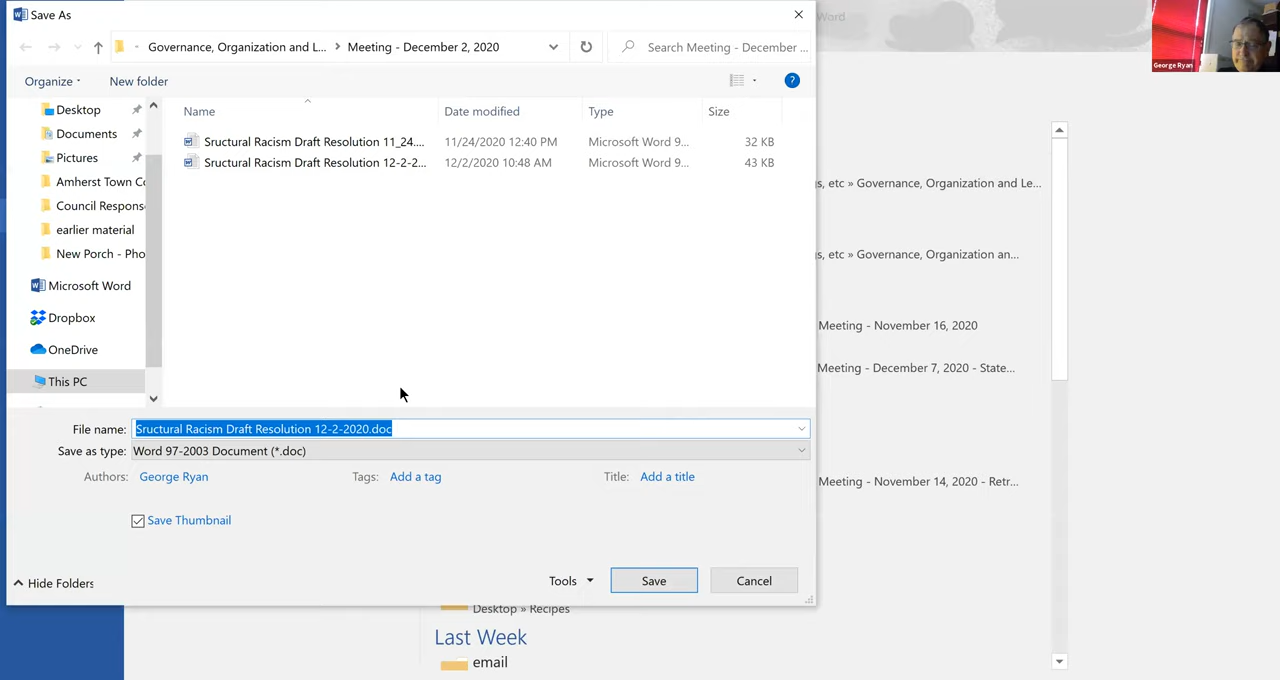 Save As
Word
George Ryan
Governance, Organization and L... > Meeting - December 2, 2020
Search Meeting - December ...
Organize
New folder
Desktop
Documents
Pictures
Amherst Town Co
Council Respons
earlier material
New Porch - Pho
Microsoft Word
Dropbox
OneDrive
This PC
Name Date modified Type Size
Sructural Racism Draft Resolution 11_24.... 11/24/2020 12:40 PM Microsoft Word 9... 32 KB
Sructural Racism Draft Resolution 12-2-2... 12/2/2020 10:48 AM Microsoft Word 9... 43 KB
s, etc » Governance, Organization and Le...
s, etc » Governance, Organization an...
Meeting - November 16, 2020
Meeting - December 7, 2020 - State...
Meeting - November 14, 2020 - Retr...
File name: Sructural Racism Draft Resolution 12-2-2020.doc
Save as type: Word 97-2003 Document (*.doc)
Authors: George Ryan Tags: Add a tag Title: Add a title
Save Thumbnail
Hide Folders
Tools Save Cancel
Desktop » Recipes
Last Week
email